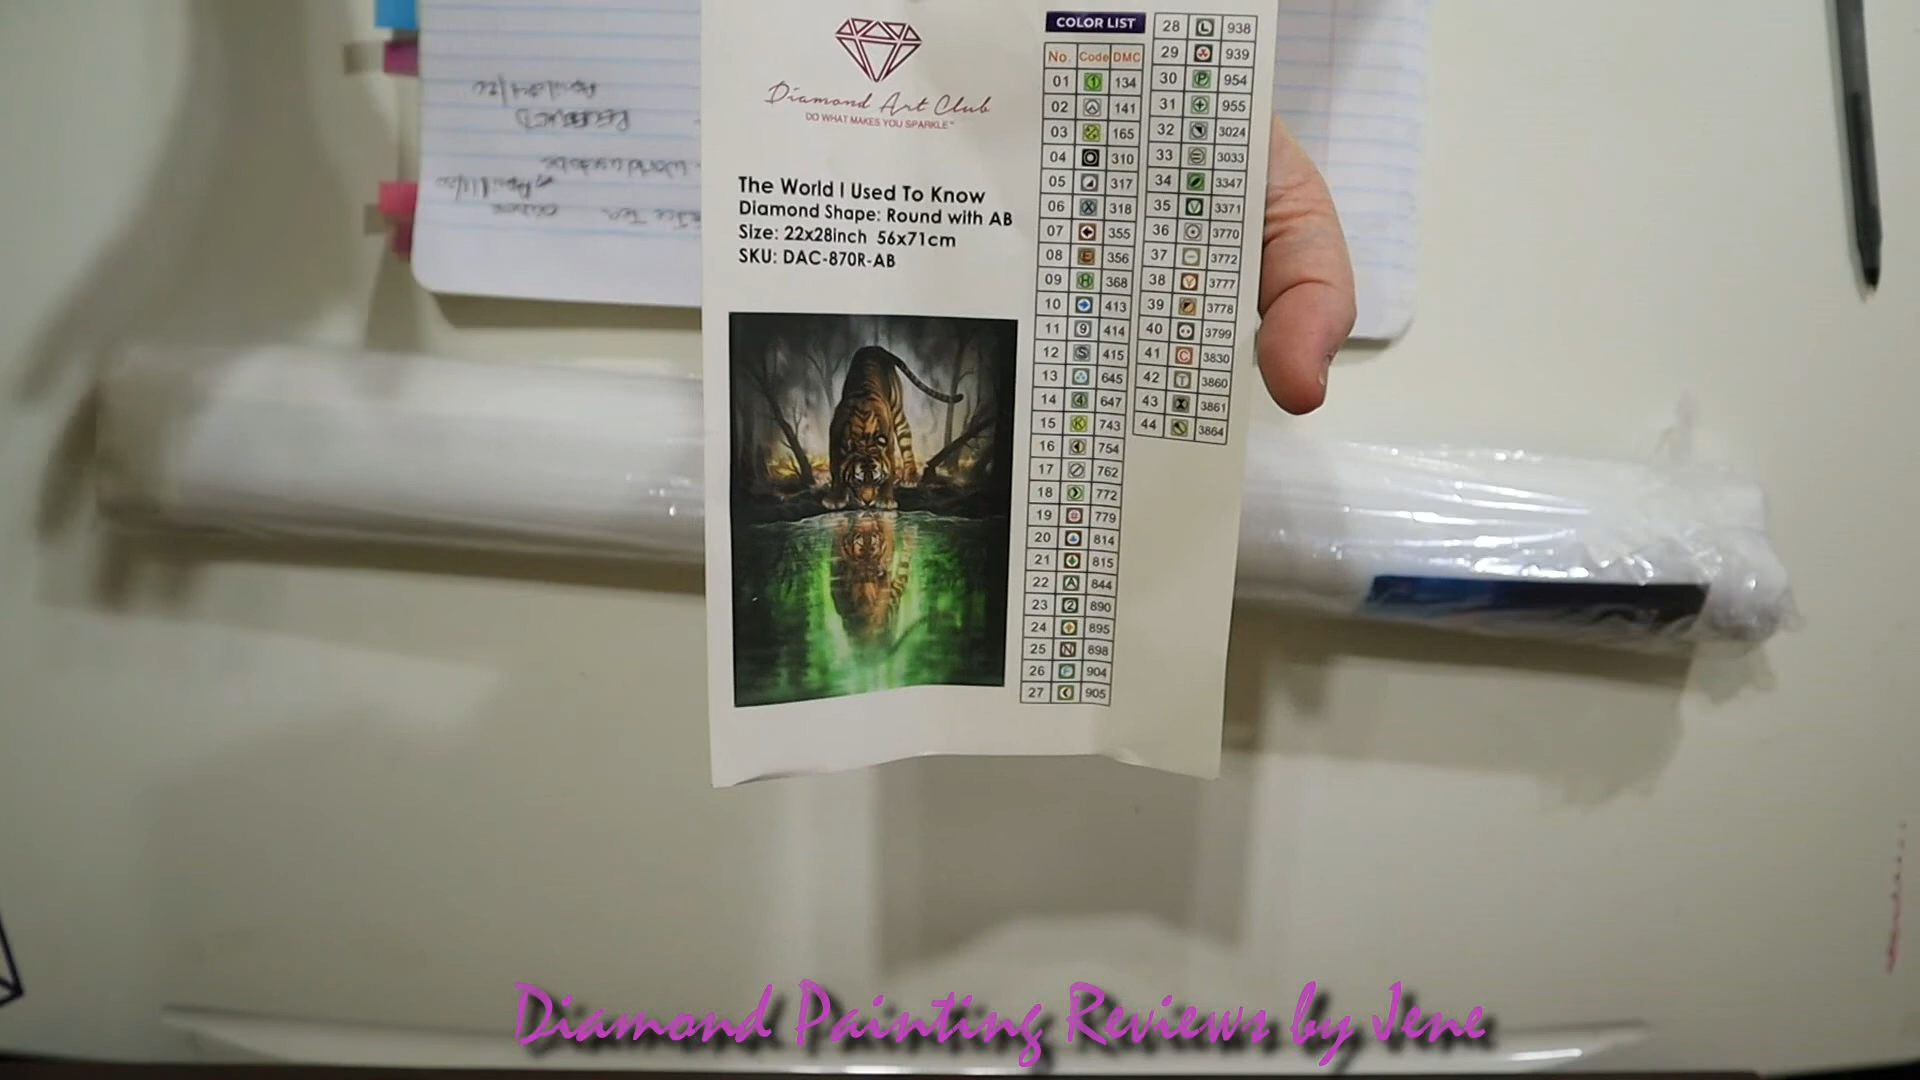 Diamond Art Club
DO WHAT MAKES YOU SPARKLE™
The World I Used To Know
Diamond Shape: Round with AB
Size: 22x28inch 56x71cm
SKU: DAC-870R-AB
COLOR LIST
No. Code DMC
01 1 134
02 141
03 165
04 310
05 317
06 X 318
07 355
08 E 356
09 H 368
10 413
11 9 414
12 S 415
13 645
14 4 647
15 K 743
16 754
17 762
18 772
19 779
20 814
21 815
22 A 844
23 2 890
24 895
25 N 898
26 904
27 905
28 L 938
29 939
30 P 954
31 955
32 3024
33 3033
34 3347
35 V 3371
36 3770
37 3772
38 Y 3777
39 3778
40 3799
41 C 3830
42 T 3860
43 3861
44 3864
RECEIVED
Diamond Painting Reviews by Jene